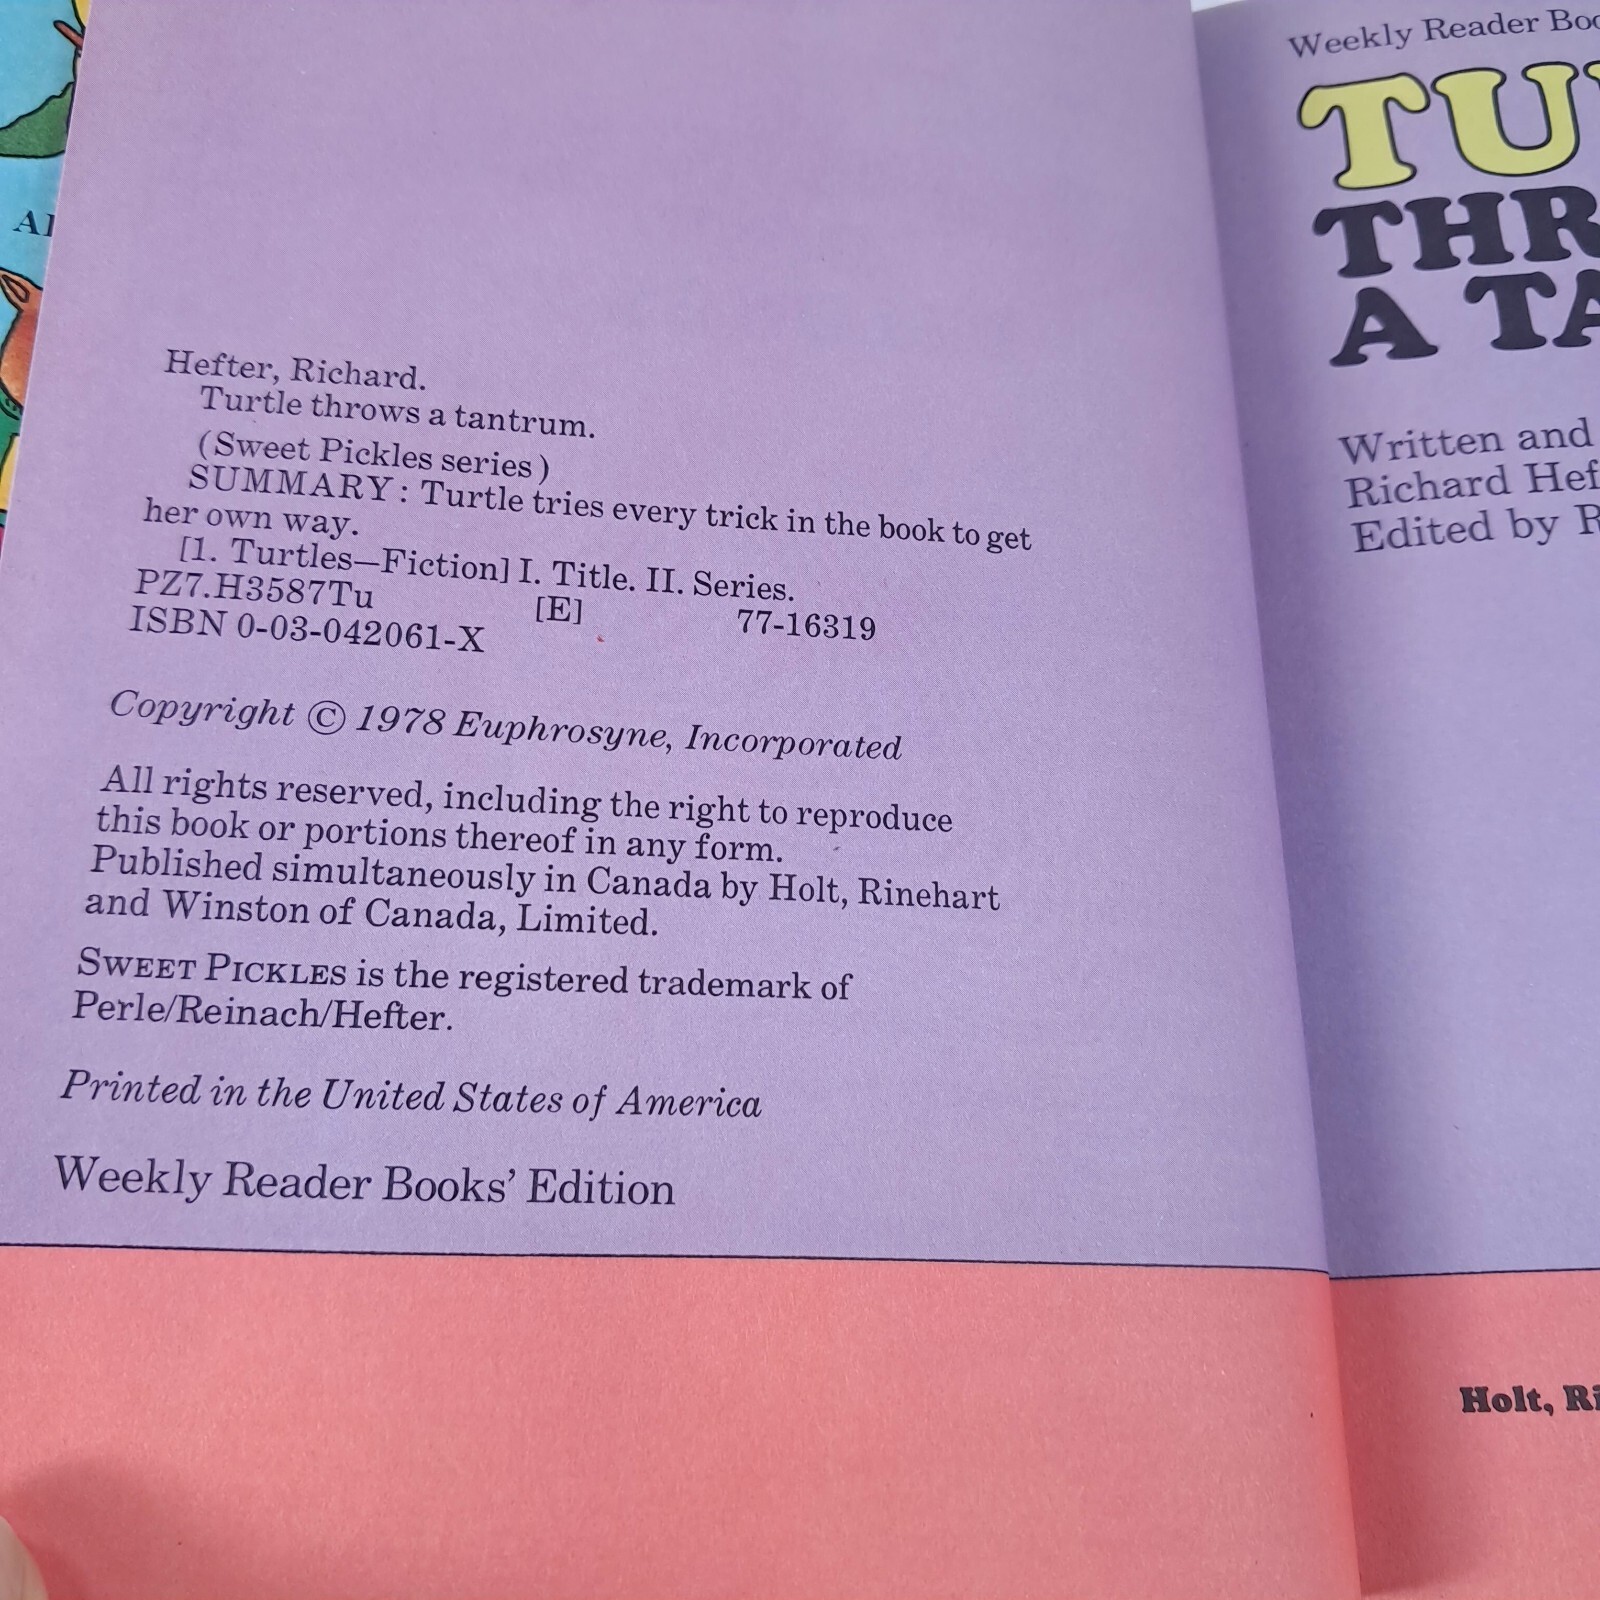 Hefter, Richard.
Turtle throws a tantrum.
(Sweet Pickles series)
SUMMARY: Turtle tries every trick in the book to get
her own way.
[1. Turtles—Fiction] I. Title. II. Series.
PZ7.H3587Tu [E] 77-16319
ISBN 0-03-042061-X
Copyright © 1978 Euphrosyne, Incorporated
All rights reserved, including the right to reproduce
this book or portions thereof in any form.
Published simultaneously in Canada by Holt, Rinehart
and Winston of Canada, Limited.
SWEET PICKLES is the registered trademark of
Perle/Reinach/Hefter.
Printed in the United States of America
Weekly Reader Books' Edition
Weekly Reader
A
Written and
Richard
Edited by
Holt,